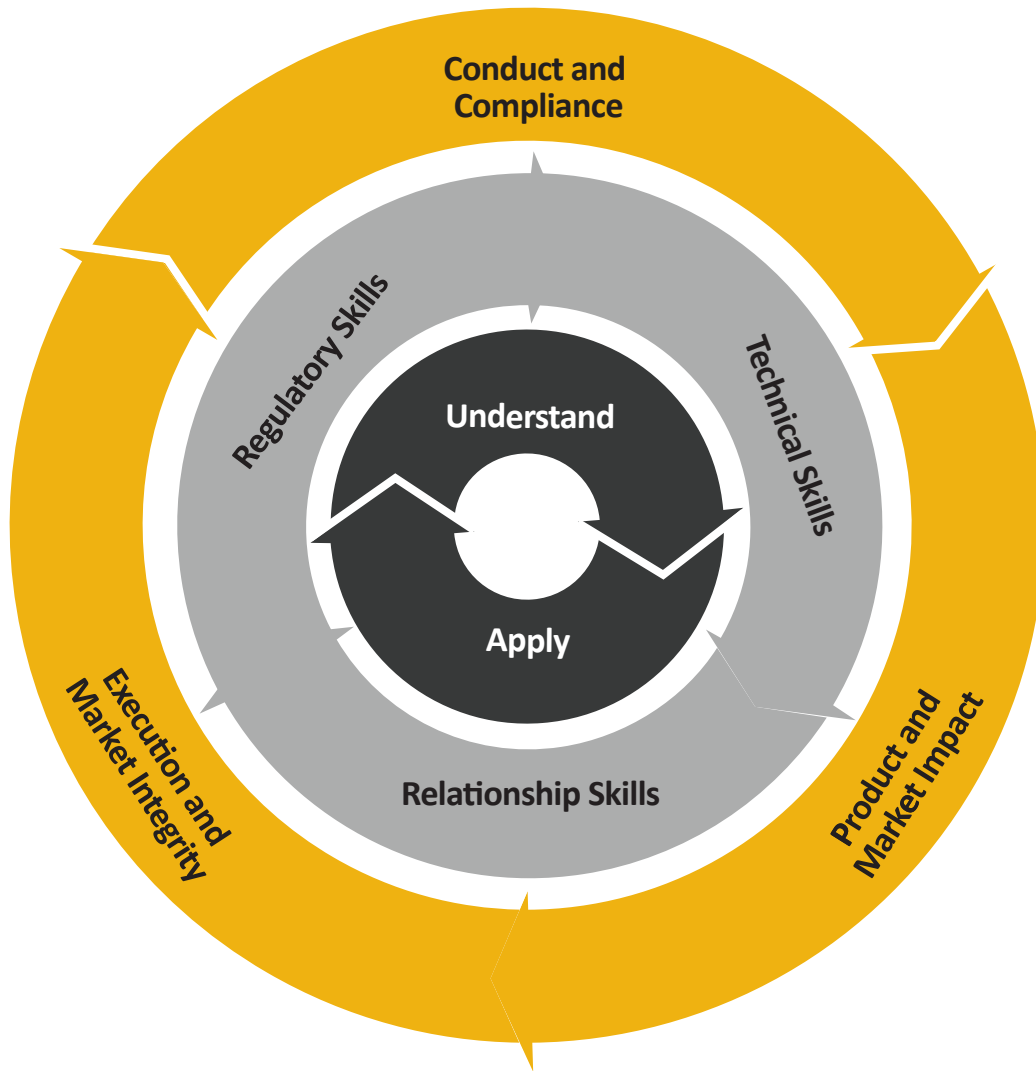 Conduct and
Compliance
Regulatory Skills
Technical Skills
Understand
Apply
Relationship Skills
Execution and
Market Integrity
Product and
Market Impact